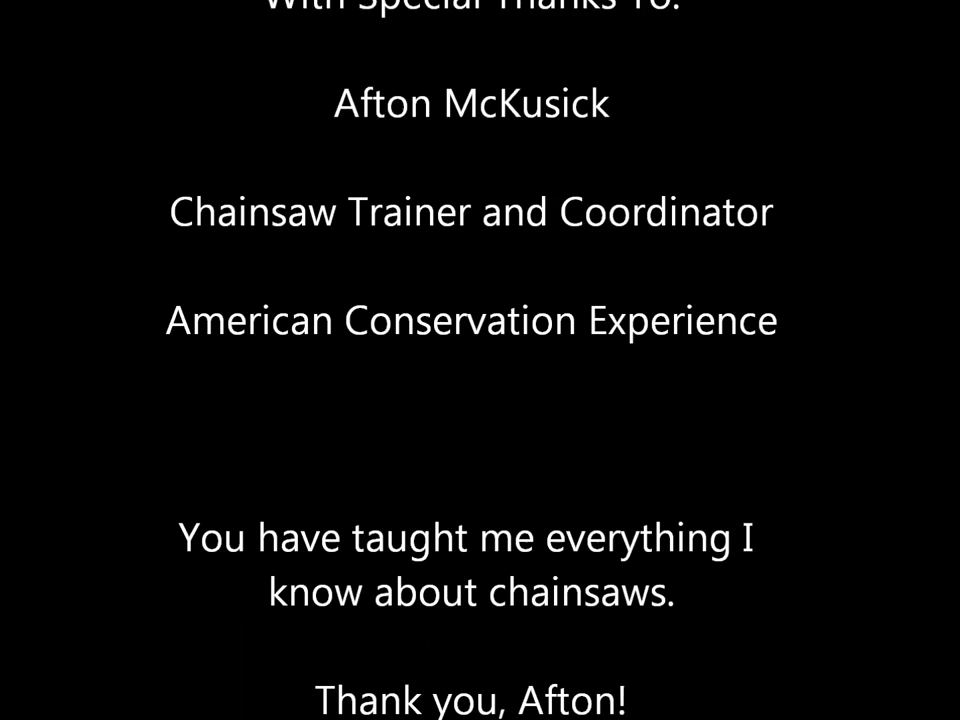 With Special Thanks To:
Afton McKusick
Chainsaw Trainer and Coordinator
American Conservation Experience
You have taught me everything I
know about chainsaws.
Thank you, Afton!